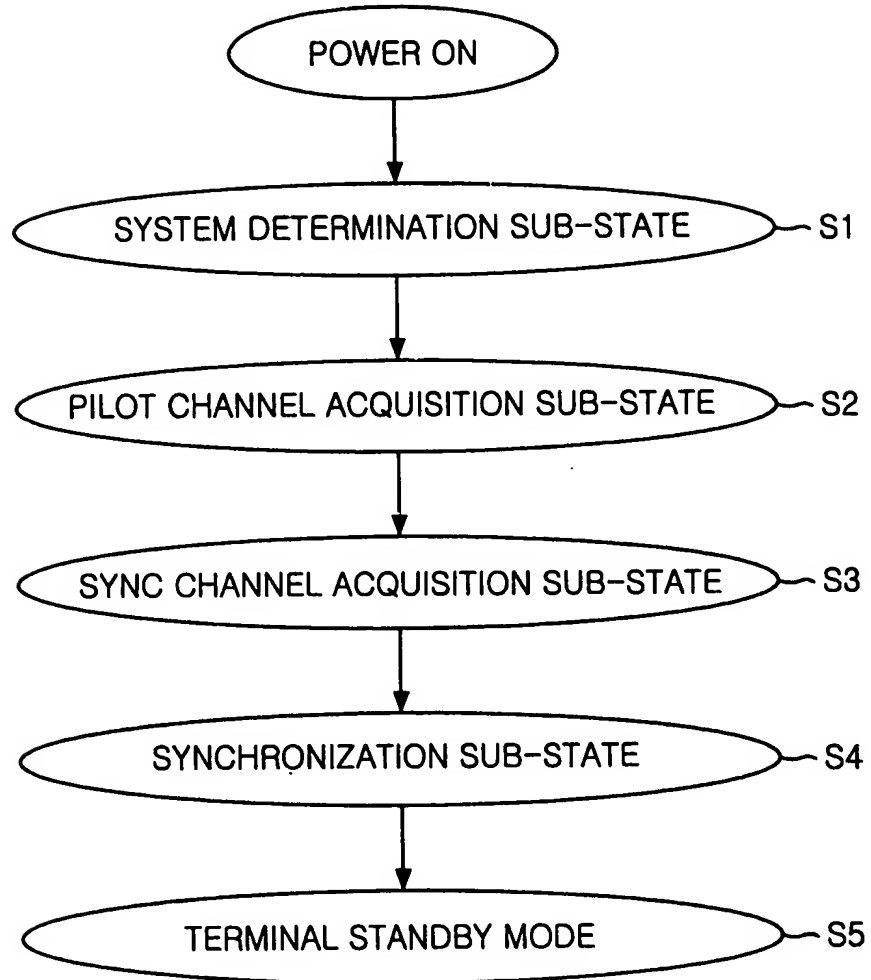 POWER ON
SYSTEM DETERMINATION SUB-STATE S1
PILOT CHANNEL ACQUISITION SUB-STATE S2
SYNC CHANNEL ACQUISITION SUB-STATE S3
SYNCHRONIZATION SUB-STATE S4
TERMINAL STANDBY MODE S5